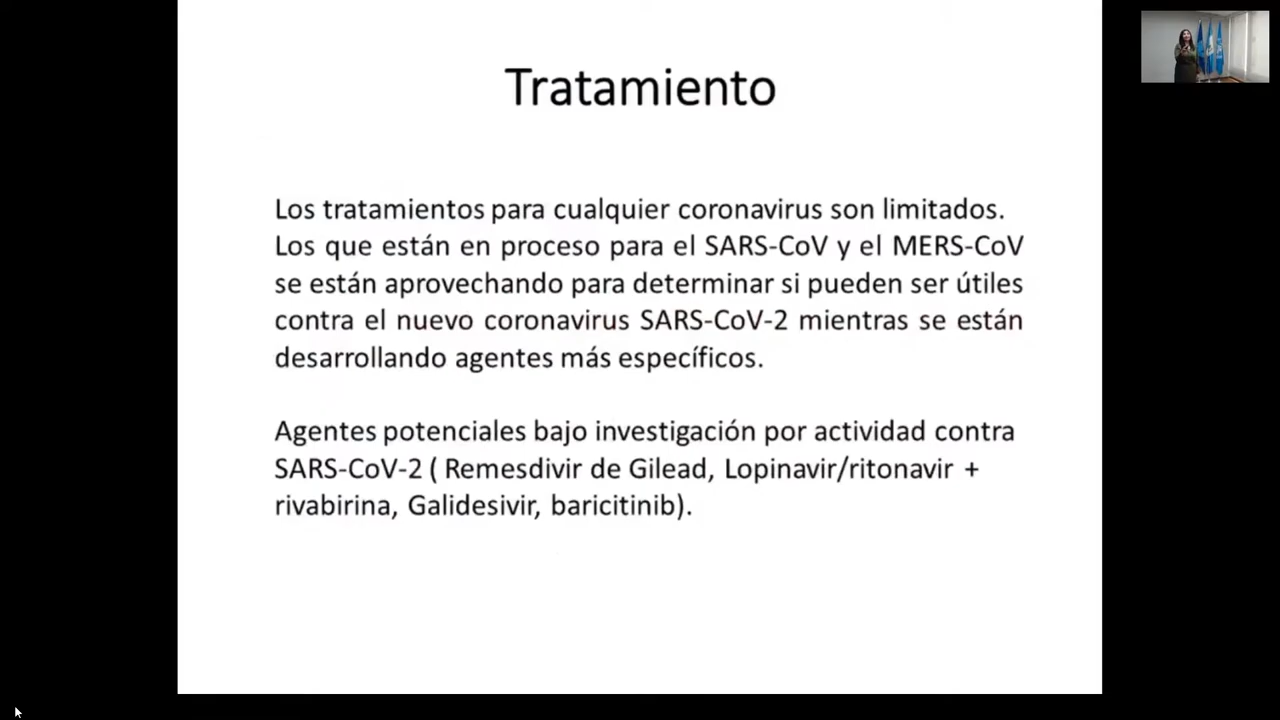 Tratamiento
Los tratamientos para cualquier coronavirus son limitados.
Los que están en proceso para el SARS-CoV y el MERS-CoV
se están aprovechando para determinar si pueden ser útiles
contra el nuevo coronavirus SARS-CoV-2 mientras se están
desarrollando agentes más específicos.
Agentes potenciales bajo investigación por actividad contra
SARS-CoV-2 ( Remesdivir de Gilead, Lopinavir/ritonavir +
rivabirina, Galidesivir, baricitinib).